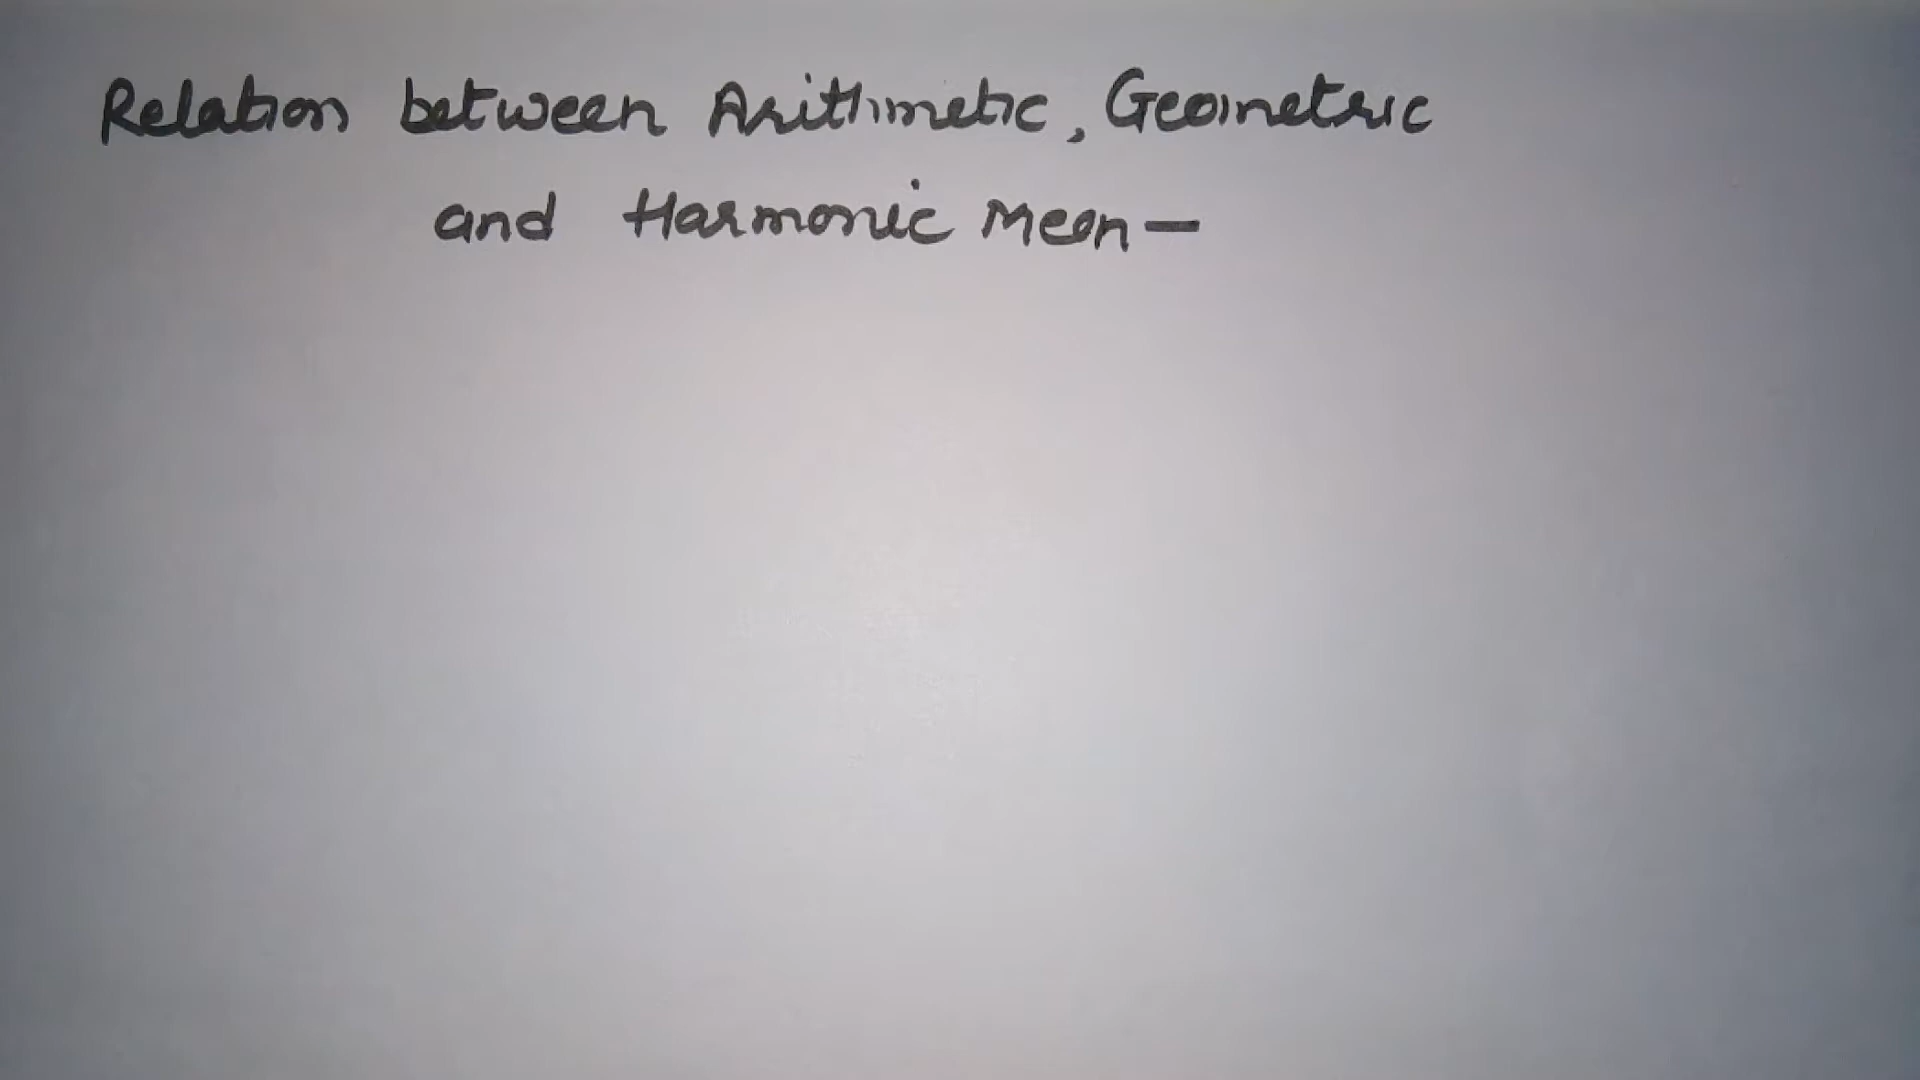 Relation between Arithmetic, Geometric
and Harmonic Mean —